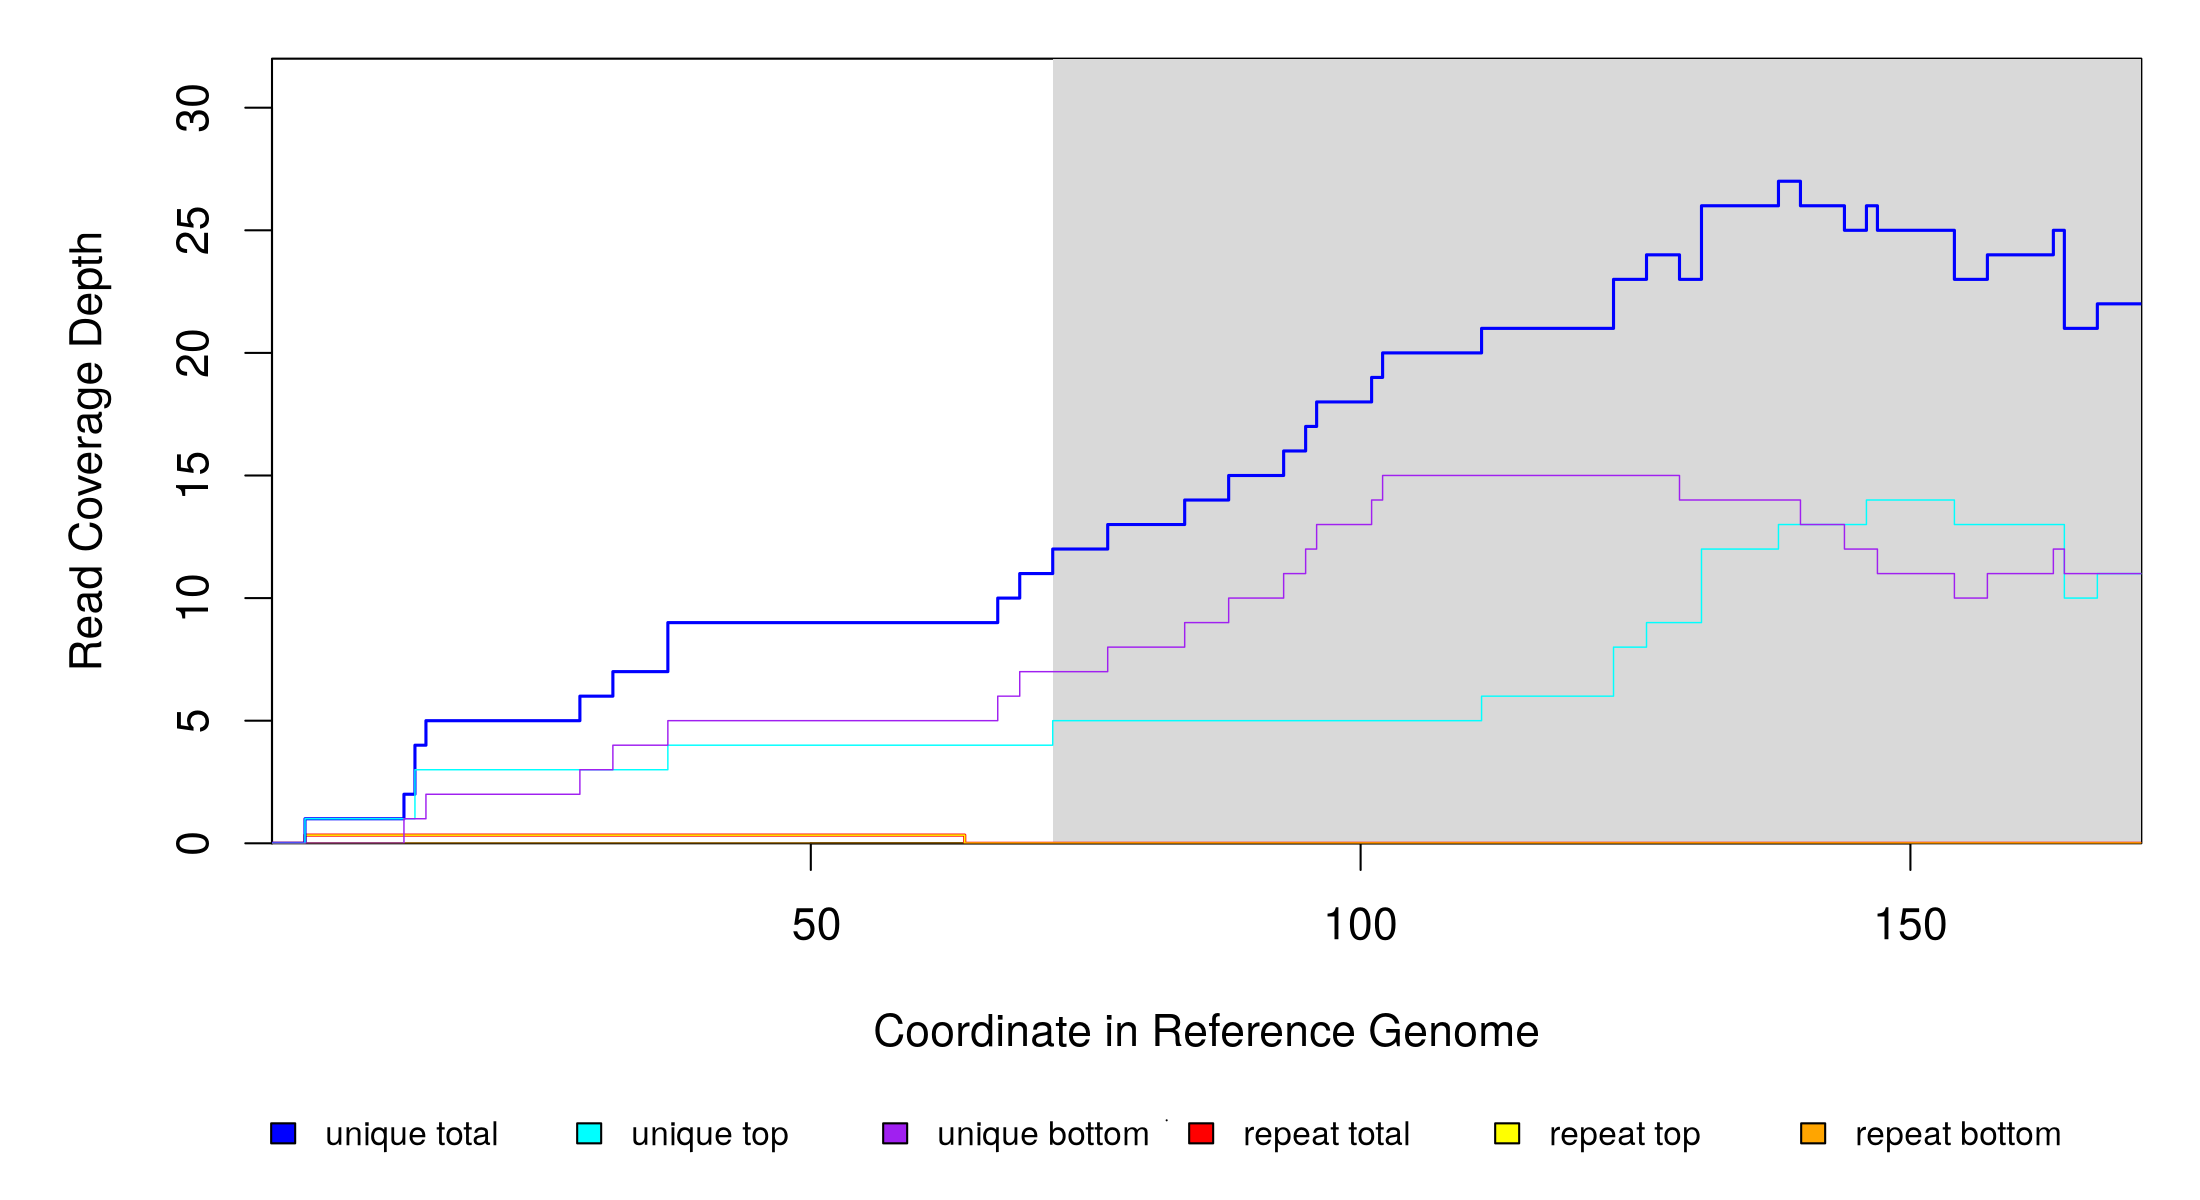 Read Coverage Depth
30
25
20
15
10
5
0
50 100 150
Coordinate in Reference Genome
unique total unique top unique bottom repeat total repeat top repeat bottom